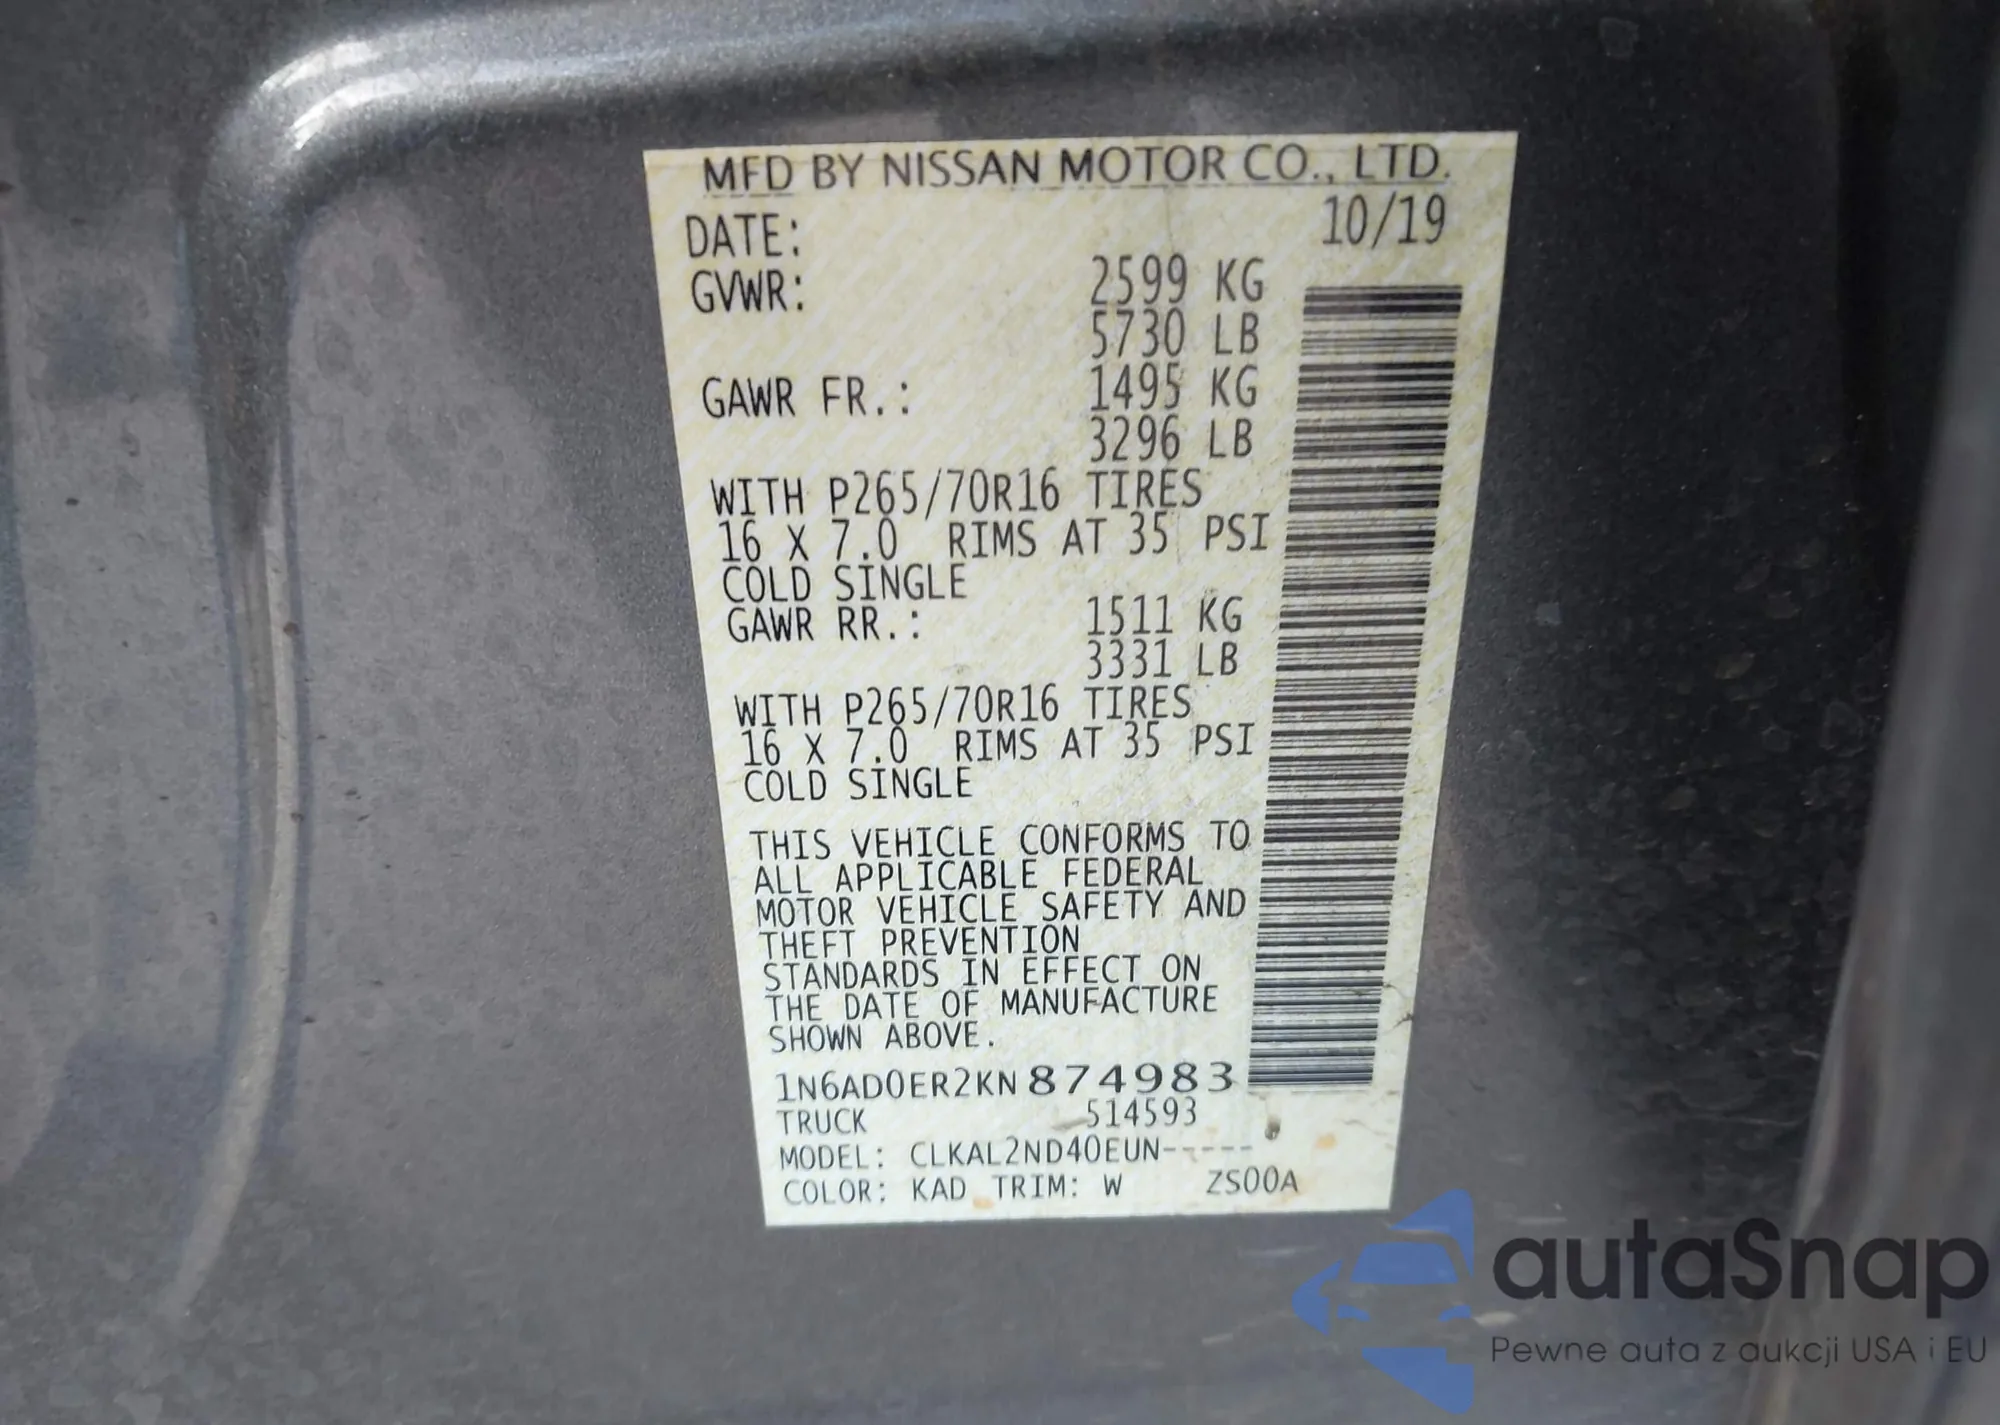 MFD BY NISSAN MOTOR CO., LTD.
DATE: 10/19
GVWR: 2599 KG
5730 LB
GAWR FR.: 1495 KG
3296 LB
WITH P265/70R16 TIRES
16 X 7.0 RIMS AT 35 PSI
COLD SINGLE
GAWR RR.: 1511 KG
3331 LB
WITH P265/70R16 TIRES
16 X 7.0 RIMS AT 35 PSI
COLD SINGLE
THIS VEHICLE CONFORMS TO
ALL APPLICABLE FEDERAL
MOTOR VEHICLE SAFETY AND
THEFT PREVENTION
STANDARDS IN EFFECT ON
THE DATE OF MANUFACTURE
SHOWN ABOVE.
1N6AD0ER2KN874983
TRUCK 514593
MODEL: CLKAL2ND40EUN-----
COLOR: KAD TRIM: W ZS00A
autaSnap
Pewne auta z aukcji USA i EU